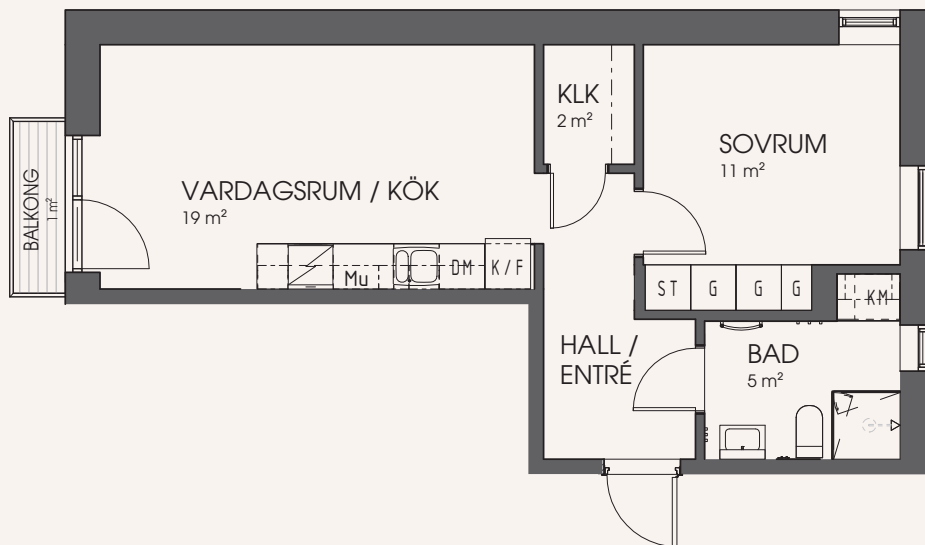 KLK
2 m²
SOVRUM
11 m²
VARDAGSRUM / KÖK
19 m²
BALKONG
1 m²
Mu
DM
K / F
ST
G
G
G
KM
HALL /
ENTRÉ
BAD
5 m²